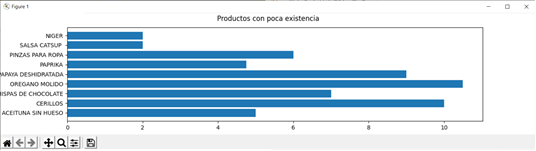 Figure 1
Productos con poca existencia
NIGER
SALSA CATSUP
PINZAS PARA ROPA
PAPRIKA
PAPAYA DESHIDRATADA
OREGANO MOLIDO
HISPAS DE CHOCOLATE
CERILLOS
ACEITUNA SIN HUESO
0 2 4 6 8 10